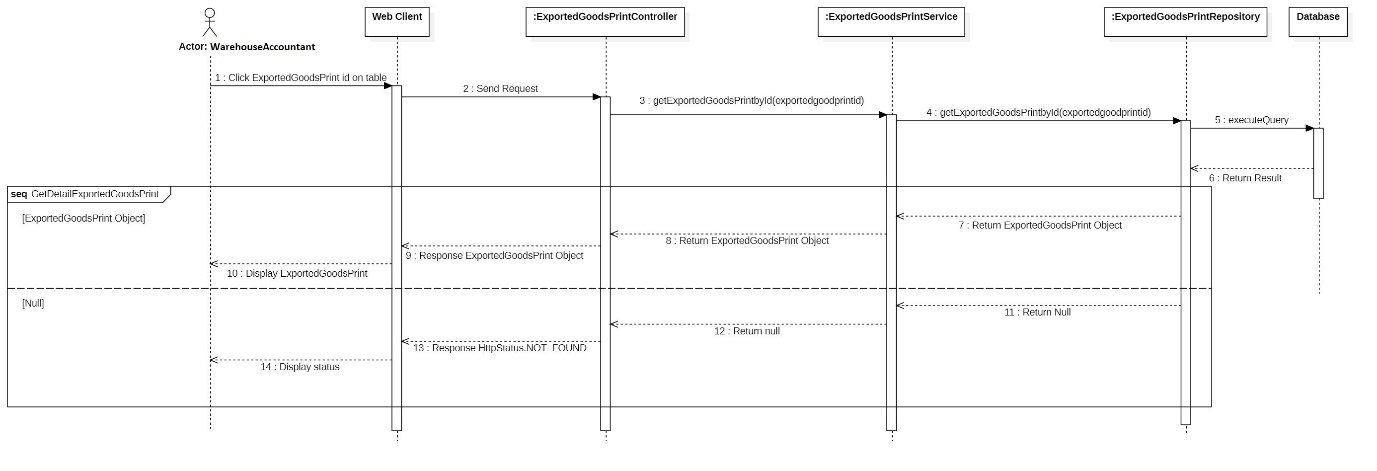 Web Client
:ExportedGoodsPrintController
:ExportedGoodsPrintService
:ExportedGoodsPrintRepository
Database
Actor: WarehouseAccountant
1 : Click ExportedGoodsPrint id on table
2 : Send Request
3 : getExportedGoodsPrintbyId(exportedgoodprintid)
4 : getExportedGoodsPrintbyId(exportedgoodprintid)
5 : executeQuery
6 : Return Result
seq GetDetailExportedGoodsPrint
[ExportedGoodsPrint Object]
7 : Return ExportedGoodsPrint Object
8 : Return ExportedGoodsPrint Object
9 : Response ExportedGoodsPrint Object
10 : Display ExportedGoodsPrint
[Null]
11 : Return Null
12 : Return null
13 : Response HttpStatus.NOT_FOUND
14 : Display status